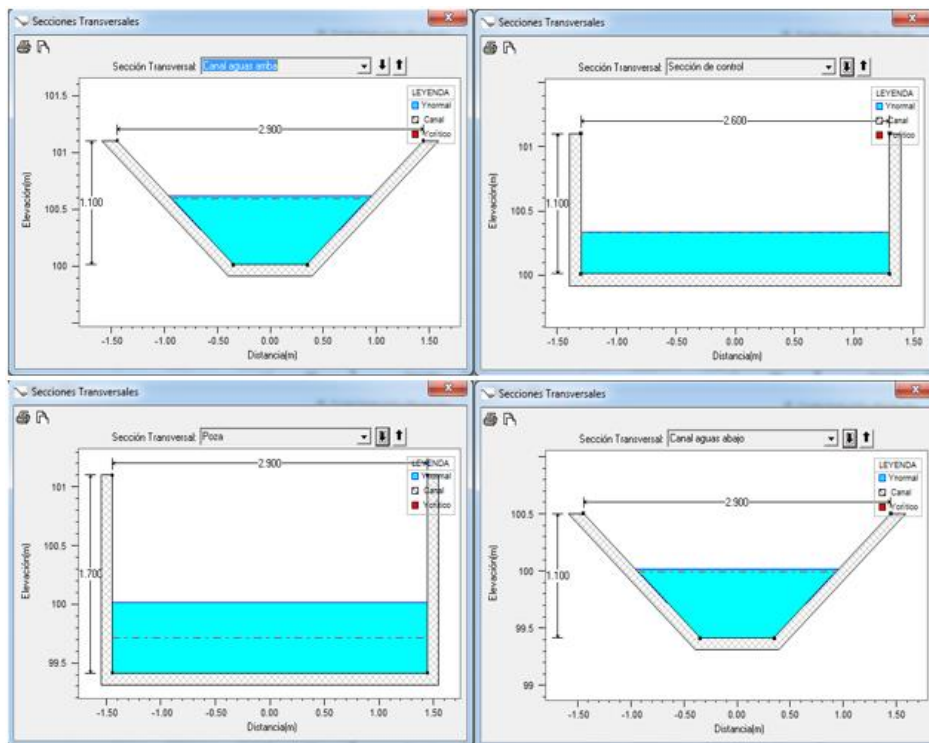 Secciones Transversales
Sección Transversal: Canal aguas arriba
LEYENDA
Ynormal
Canal
Ycrítico
2.900
1.100
101.5
101
100.5
100
Elevación(m)
-1.50 -1.00 -0.50 0.00 0.50 1.00 1.50
Distancia(m)
Secciones Transversales
Sección Transversal: Sección de control
LEYENDA
Ynormal
Canal
Ycrítico
2.600
1.100
101
100.5
100
Elevación(m)
-1.50 -1.00 -0.50 0.00 0.50 1.00 1.50
Distancia(m)
Secciones Transversales
Sección Transversal: Poza
LEYENDA
Ynormal
Canal
Ycrítico
2.900
1.700
101
100.5
100
99.5
Elevación(m)
-1.50 -1.00 -0.50 0.00 0.50 1.00 1.50
Distancia(m)
Secciones Transversales
Sección Transversal: Canal aguas abajo
LEYENDA
Ynormal
Canal
Ycrítico
2.900
1.100
100.5
100
99.5
99
Elevación(m)
-1.50 -1.00 -0.50 0.00 0.50 1.00 1.50
Distancia(m)